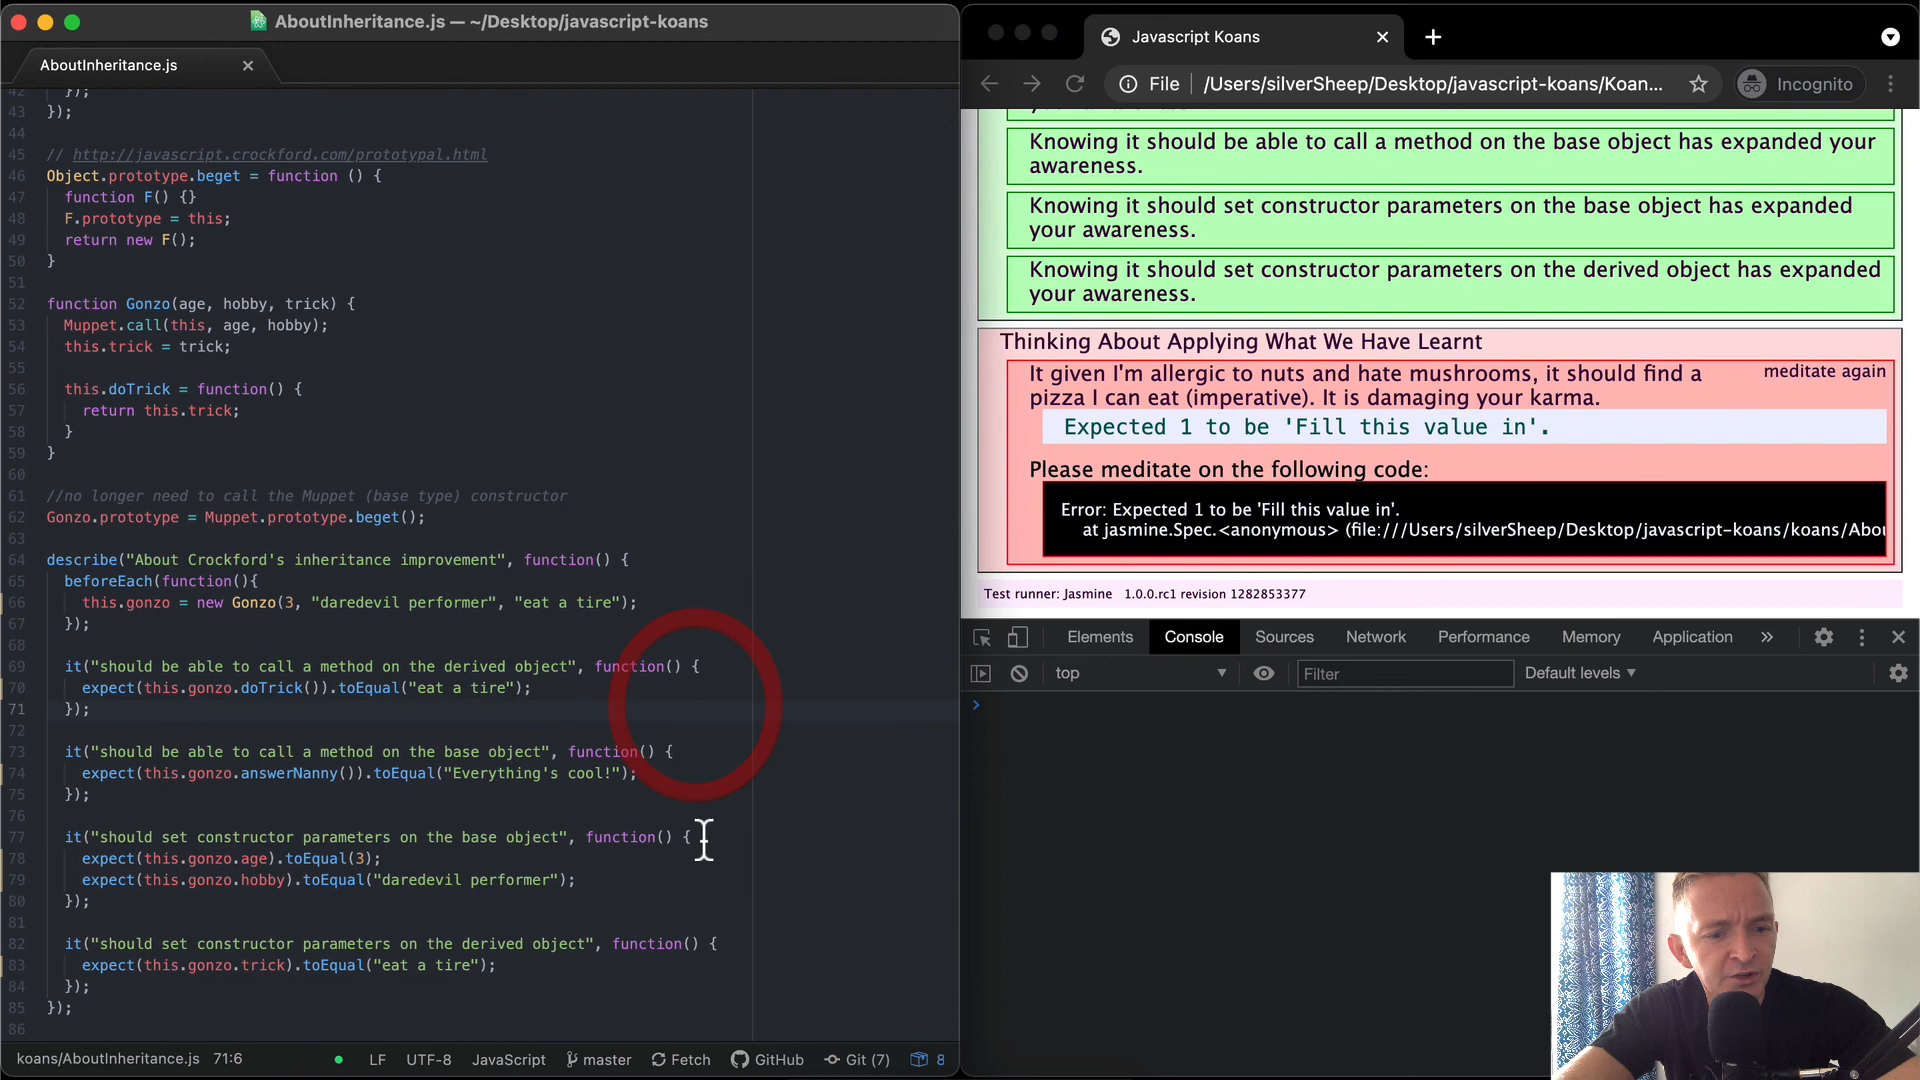 AboutInheritance.js — ~/Desktop/javascript-koans
AboutInheritance.js
42 });
43 });
44
45 // http://javascript.crockford.com/prototypal.html
46 Object.prototype.beget = function () {
47 function F() {}
48 F.prototype = this;
49 return new F();
50 }
51
52 function Gonzo(age, hobby, trick) {
53 Muppet.call(this, age, hobby);
54 this.trick = trick;
55
56 this.doTrick = function() {
57 return this.trick;
58 }
59 }
60
61 //no longer need to call the Muppet (base type) constructor
62 Gonzo.prototype = Muppet.prototype.beget();
63
64 describe("About Crockford's inheritance improvement", function() {
65 beforeEach(function(){
66 this.gonzo = new Gonzo(3, "daredevil performer", "eat a tire");
67 });
68
69 it("should be able to call a method on the derived object", function() {
70 expect(this.gonzo.doTrick()).toEqual("eat a tire");
71 });
72
73 it("should be able to call a method on the base object", function() {
74 expect(this.gonzo.answerNanny()).toEqual("Everything's cool!");
75 });
76
77 it("should set constructor parameters on the base object", function() {
78 expect(this.gonzo.age).toEqual(3);
79 expect(this.gonzo.hobby).toEqual("daredevil performer");
80 });
81
82 it("should set constructor parameters on the derived object", function() {
83 expect(this.gonzo.trick).toEqual("eat a tire");
84 });
85 });
86
koans/AboutInheritance.js 71:6 LF UTF-8 JavaScript master Fetch GitHub Git (7) 8
Javascript Koans
File /Users/silverSheep/Desktop/javascript-koans/Koan... Incognito
Knowing it should be able to call a method on the base object has expanded your
awareness.
Knowing it should set constructor parameters on the base object has expanded
your awareness.
Knowing it should set constructor parameters on the derived object has expanded
your awareness.
Thinking About Applying What We Have Learnt
It given I'm allergic to nuts and hate mushrooms, it should find a
pizza I can eat (imperative). It is damaging your karma.
meditate again
Expected 1 to be 'Fill this value in'.
Please meditate on the following code:
Error: Expected 1 to be 'Fill this value in'.
at jasmine.Spec.<anonymous> (file:///Users/silverSheep/Desktop/javascript-koans/koans/Abou
Test runner: Jasmine 1.0.0.rc1 revision 1282853377
Elements Console Sources Network Performance Memory Application
top Filter Default levels